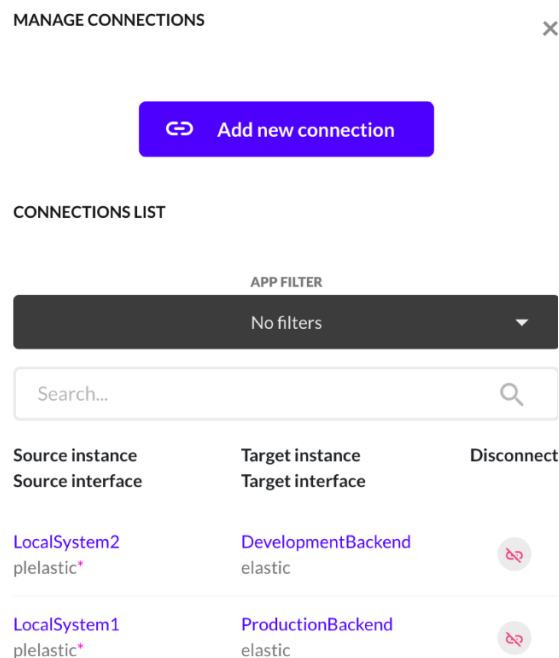 MANAGE CONNECTIONS
Add new connection
CONNECTIONS LIST
APP FILTER
No filters
Search...
Source instance Target instance Disconnect
Source interface Target interface
LocalSystem2 DevelopmentBackend
plelastic* elastic
LocalSystem1 ProductionBackend
plelastic* elastic